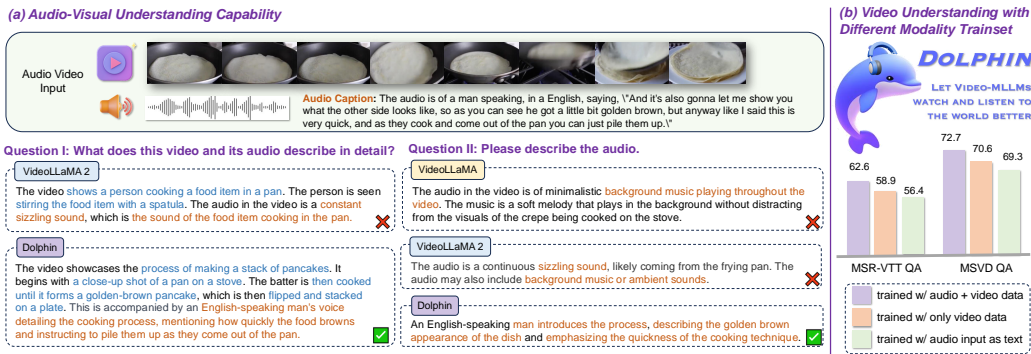 (a) Audio-Visual Understanding Capability
Audio Video
Input
Audio Caption: The audio is of a man speaking, in a English, saying, \"And it's also gonna let me show you
what the other side looks like, so as you can see he got a little bit golden brown, but anyway like I said this is
very quick, and as they cook and come out of the pan you can just pile them up.\"
Question I: What does this video and its audio describe in detail?
VideoLLaMA 2
The video shows a person cooking a food item in a pan. The person is seen
stirring the food item with a spatula. The audio in the video is a constant
sizzling sound, which is the sound of the food item cooking in the pan.
Dolphin
The video showcases the process of making a stack of pancakes. It
begins with a close-up shot of a pan on a stove. The batter is then cooked
until it forms a golden-brown pancake, which is then flipped and stacked
on a plate. This is accompanied by an English-speaking man's voice
detailing the cooking process, mentioning how quickly the food browns
and instructing to pile them up as they come out of the pan.
Question II: Please describe the audio.
VideoLLaMA
The audio in the video is of minimalistic background music playing throughout the
video. The music is a soft melody that plays in the background without distracting
from the visuals of the crepe being cooked on the stove.
VideoLLaMA 2
The audio is a continuous sizzling sound, likely coming from the frying pan. The
audio may also include background music or ambient sounds.
Dolphin
An English-speaking man introduces the process, describing the golden brown
appearance of the dish and emphasizing the quickness of the cooking technique.
(b) Video Understanding with
Different Modality Trainset
DOLPHIN
LET VIDEO-MLLMS
WATCH AND LISTEN TO
THE WORLD BETTER
62.6
58.9
56.4
72.7
70.6
69.3
MSR-VTT QA
MSVD QA
trained w/ audio + video data
trained w/ only video data
trained w/ audio input as text